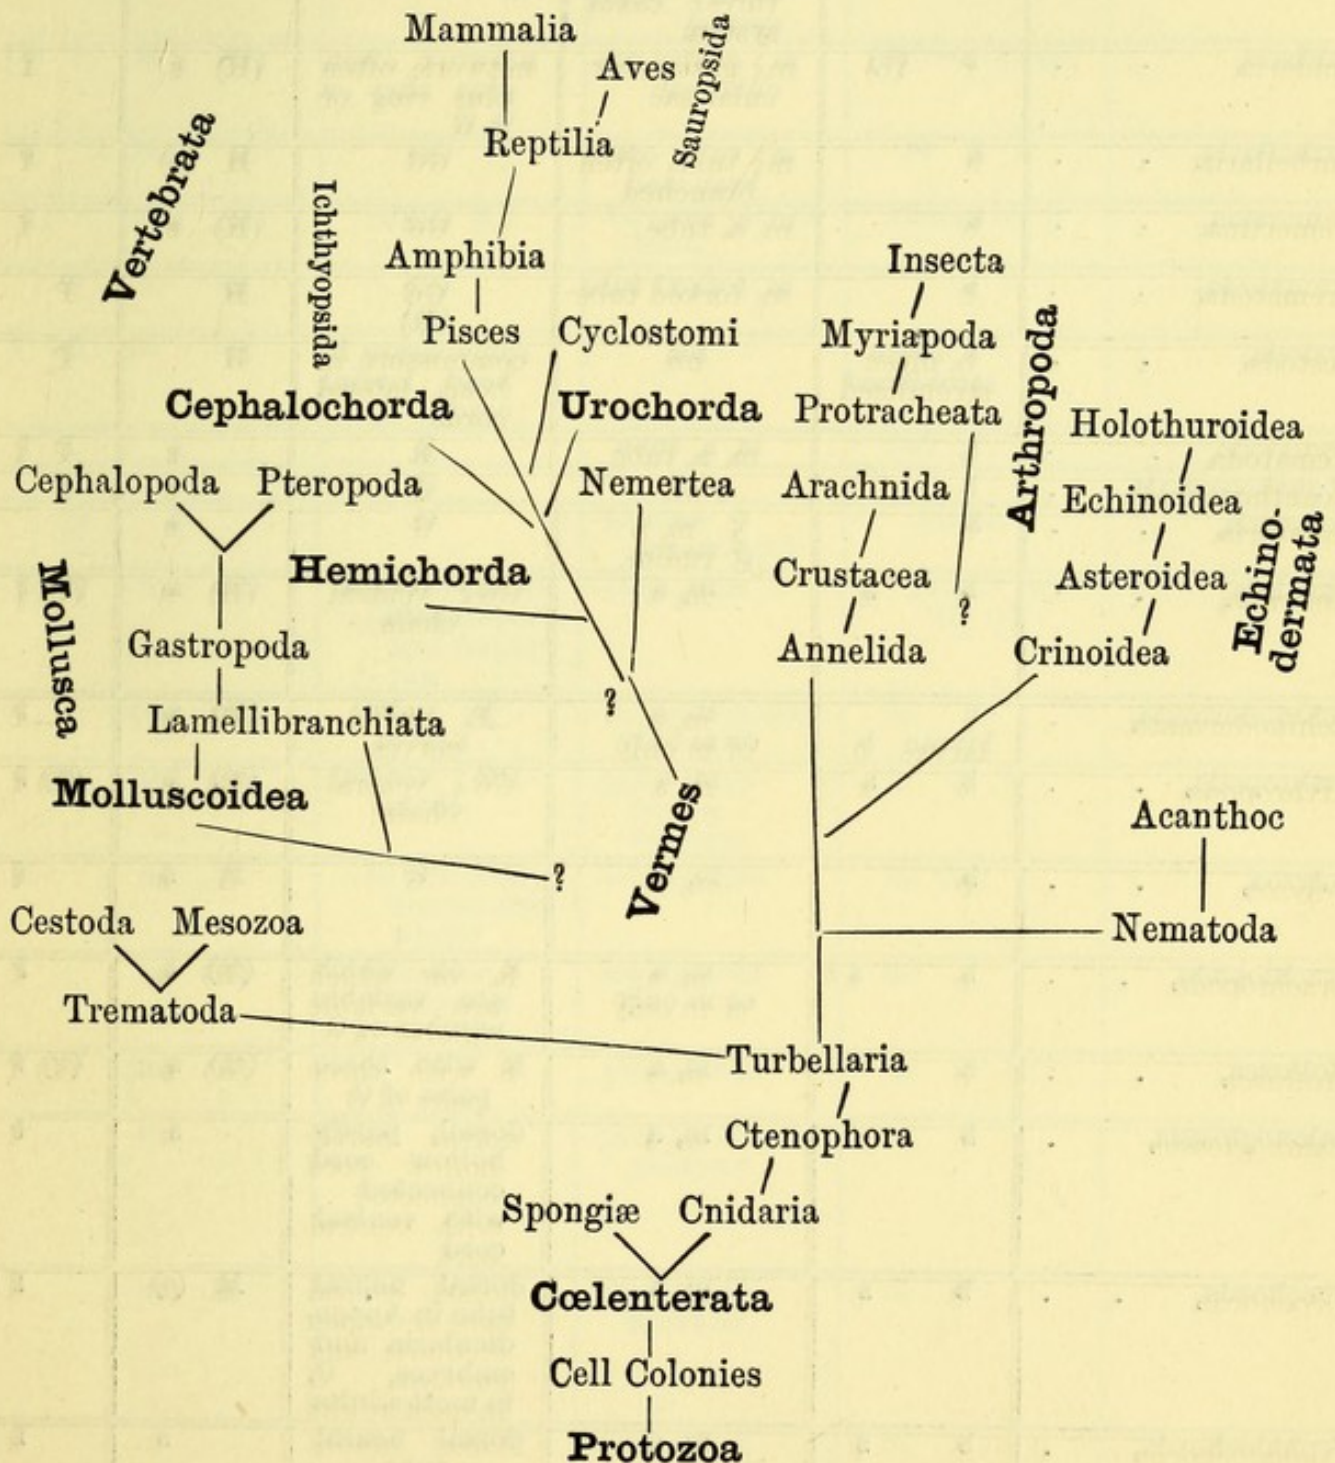 Mammalia
Aves
Sauropsida
Reptilia
Vertebrata
Ichthyopsida
Amphibia
Insecta
Pisces
Cyclostomi
Myriapoda
Arthropoda
Cephalochorda
Urochorda
Protracheata
Holothuroidea
Cephalopoda
Pteropoda
Nemertea
Arachnida
Echinoidea
Echino-
dermata
Hemichorda
Crustacea
Asteroidea
Mollusca
?
Gastropoda
Annelida
Crinoidea
?
Lamellibranchiata
Molluscoidea
Vermes
Acanthoc
?
Cestoda
Mesozoa
Nematoda
Trematoda
Turbellaria
Ctenophora
Spongiæ
Cnidaria
Cœlenterata
Cell Colonies
Protozoa